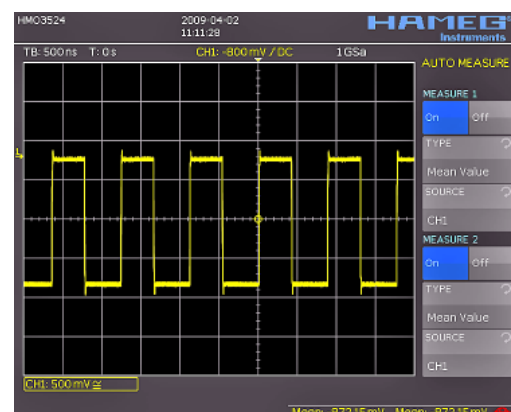 HMO3524 2009-04-02 HAMEG
11:11:28 Instruments
TB: 500 ns T: 0 s CH1: -800 mV / DC 1 GSa
AUTO MEASURE
MEASURE 1
On Off
TYPE
Mean Value
SOURCE
CH1
MEASURE 2
On Off
TYPE
Mean Value
SOURCE
CH1
1
CH1: 500 mV ≅